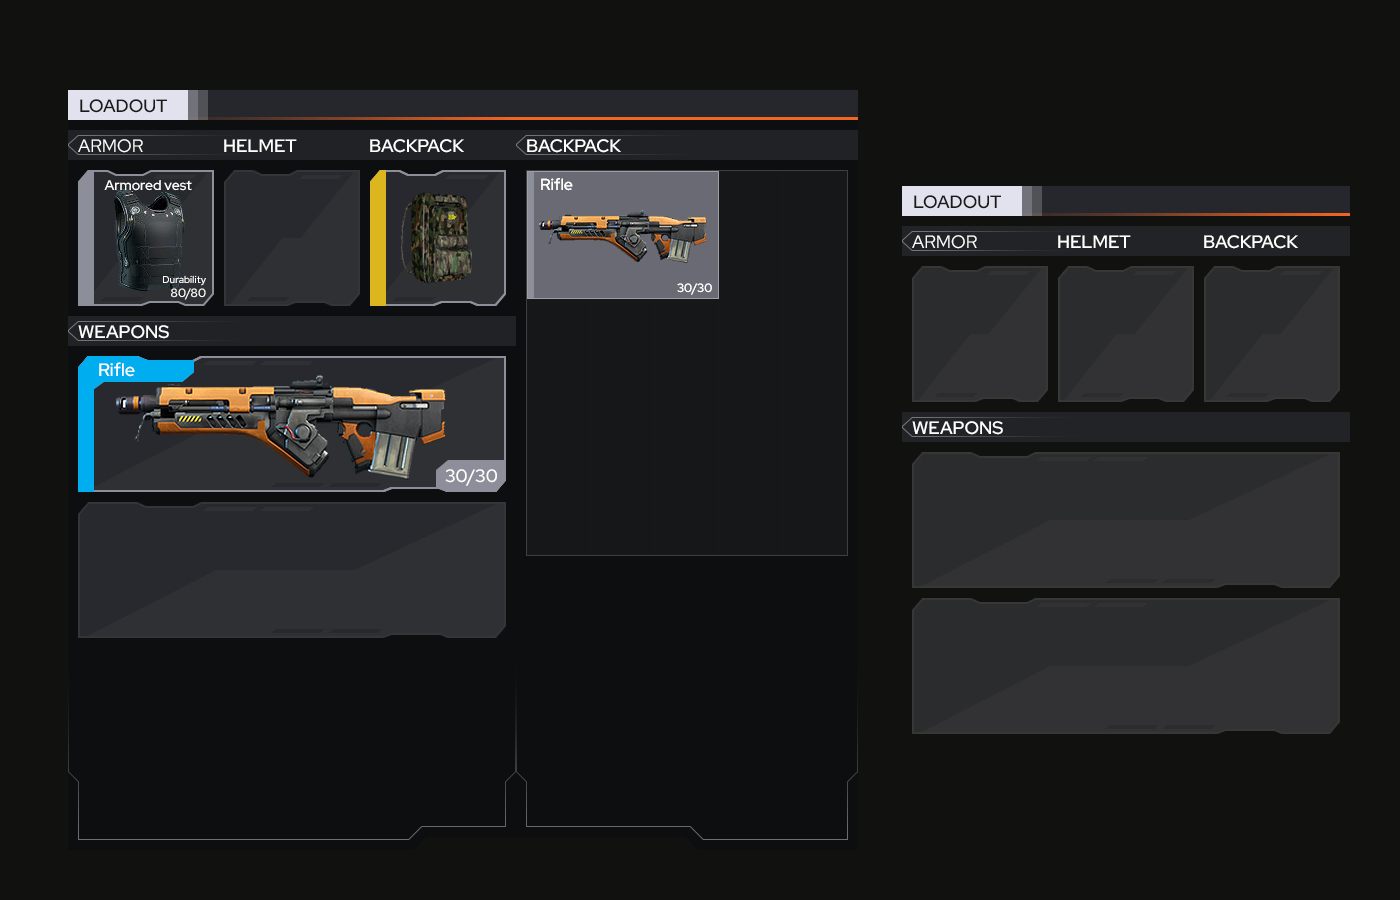 LOADOUT
ARMOR HELMET BACKPACK BACKPACK
Armored vest
Durability
80/80
Rifle
30/30
WEAPONS
Rifle
30/30
LOADOUT
ARMOR HELMET BACKPACK
WEAPONS